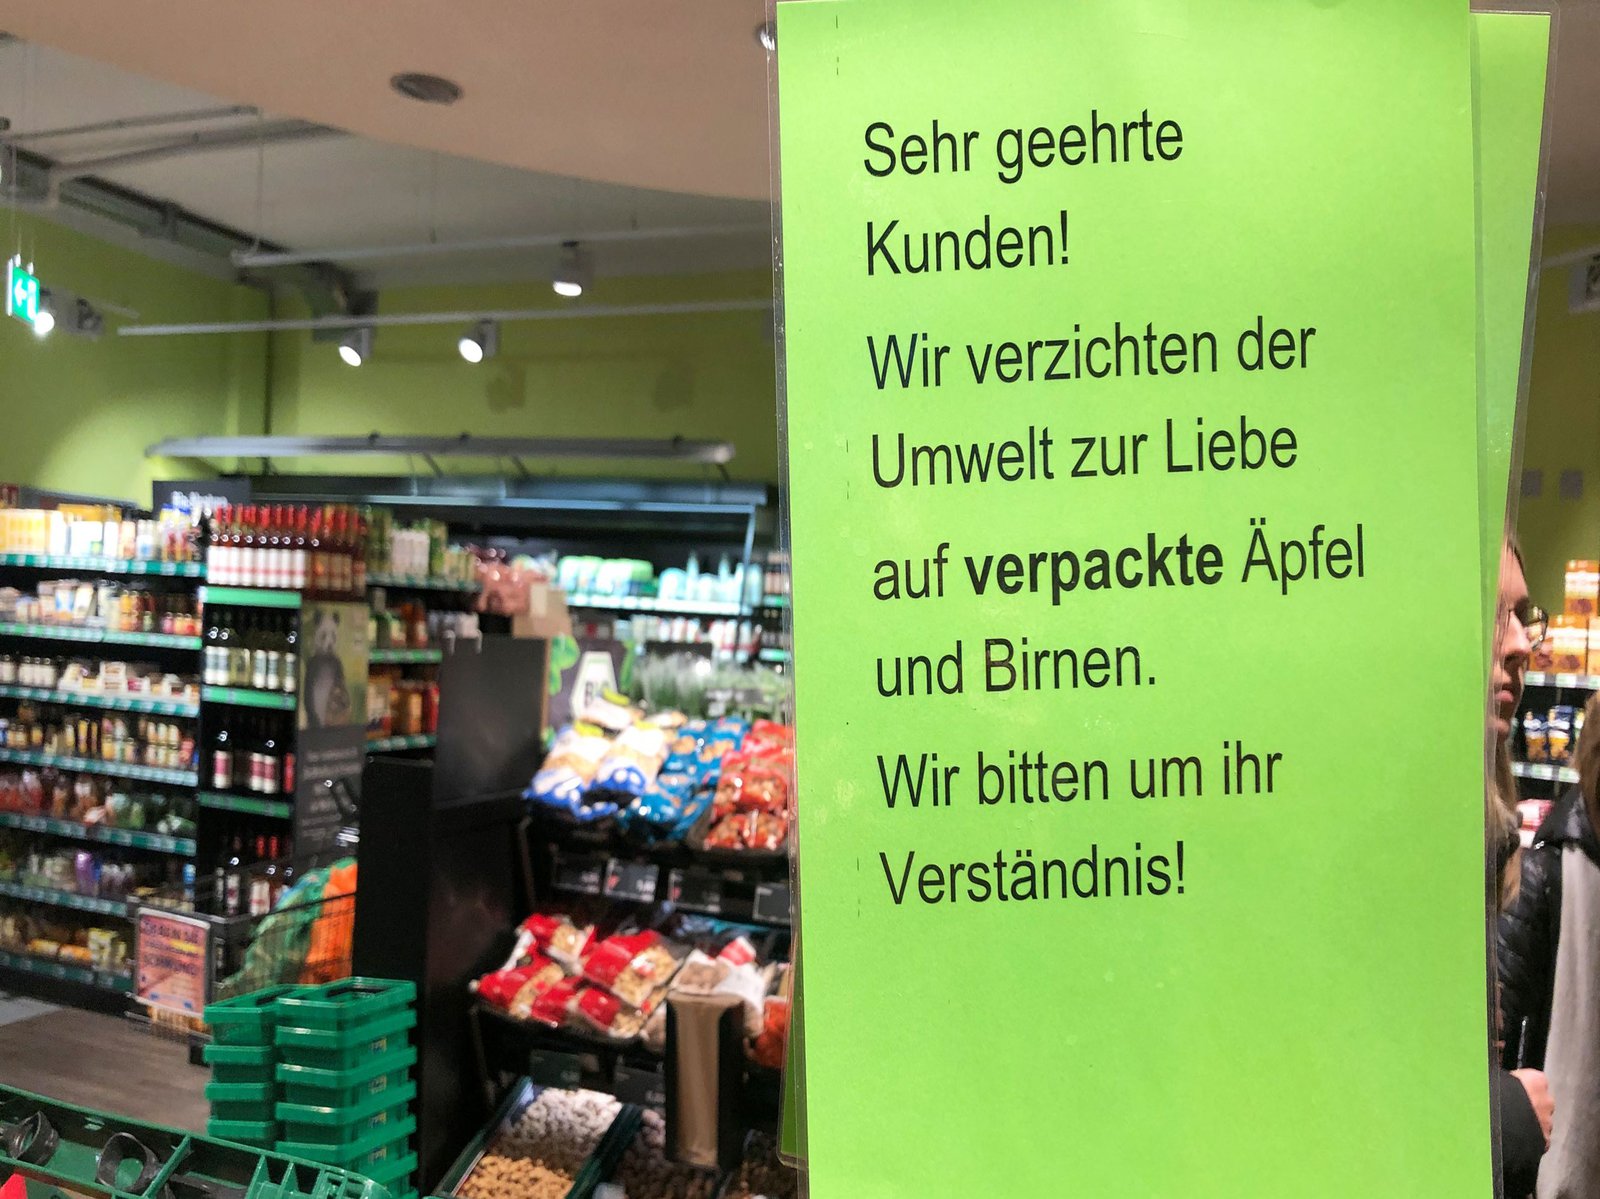 Sehr geehrte
Kunden!
Wir verzichten der
Umwelt zur Liebe
auf verpackte Äpfel
und Birnen.
Wir bitten um ihr
Verständnis!